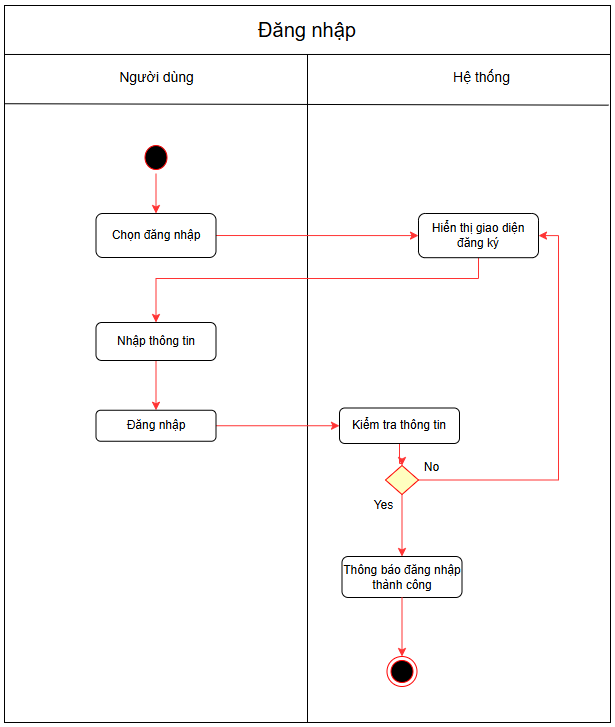 Đăng nhập
Người dùng
Hệ thống
Chọn đăng nhập
Hiển thị giao diện
đăng ký
Nhập thông tin
Đăng nhập
Kiểm tra thông tin
No
Yes
Thông báo đăng nhập
thành công